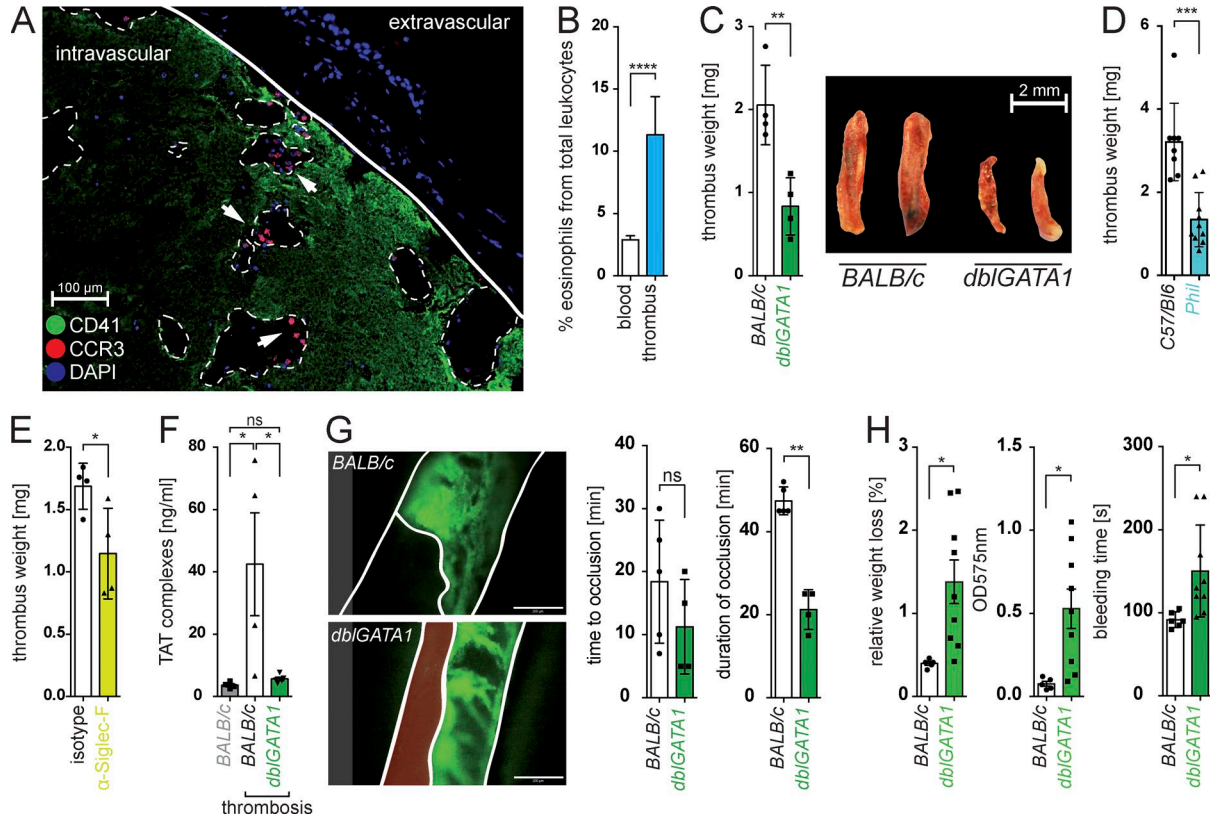 A
intravascular
extravascular
100 µm
CD41
CCR3
DAPI
B
% eosinophils from total leukocytes
20
15
10
5
0
****
blood
thrombus
C
thrombus weight [mg]
3
2
1
0
**
BALB/c
dblGATA1
2 mm
BALB/c
dblGATA1
D
thrombus weight [mg]
6
4
2
0
***
C57/Bl6
Phil
E
thrombus weight [mg]
2.0
1.5
1.0
0.5
0.0
*
isotype
α-Siglec-F
F
TAT complexes [ng/ml]
80
60
40
20
0
ns
* *
BALB/c
BALB/c
dblGATA1
thrombosis
G
BALB/c
dblGATA1
time to occlusion [min]
40
30
20
10
0
ns
BALB/c
dblGATA1
duration of occlusion [min]
60
40
20
0
**
BALB/c
dblGATA1
H
relative weight loss [%]
3
2
1
0
*
BALB/c
dblGATA1
OD575nm
1.5
1.0
0.5
0.0
*
BALB/c
dblGATA1
bleeding time [s]
300
200
100
0
*
BALB/c
dblGATA1